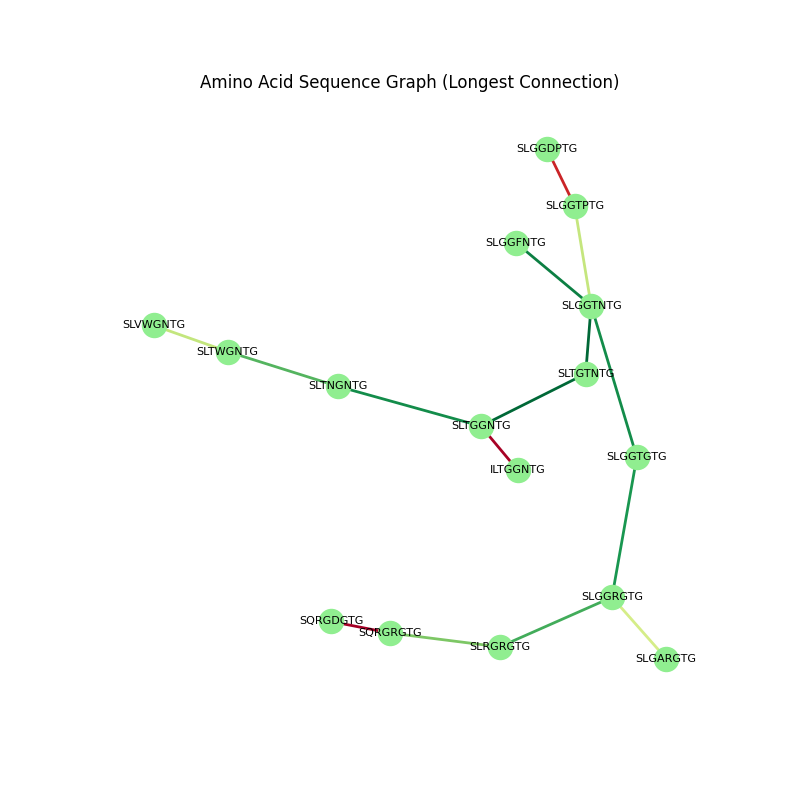 Amino Acid Sequence Graph (Longest Connection)
SLGGDPTG
SLGGTPTG
SLGGFNTG
SLGGTNTG
SLVWGNTG
SLTWGNTG
SLTGTNTG
SLTNGNTG
SLTGGNTG
SLGGTGTG
ILTGGNTG
SLGGRGTG
SQRGDGTG
SQRGRGTG
SLRGRGTG
SLGARGTG